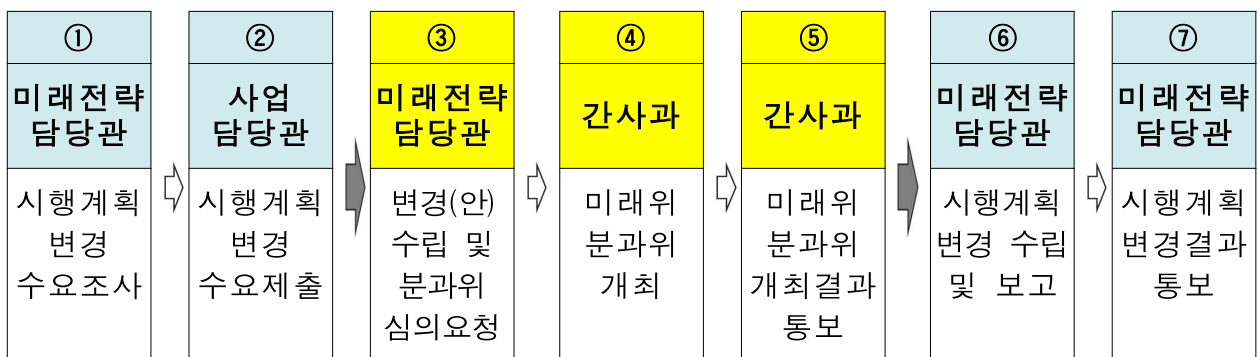 ①
미래전략
담당관
시행계획
변경
수요조사
②
사업
담당관
시행계획
변경
수요제출
③
미래전략
담당관
변경(안)
수립 및
분과위
심의요청
④
간사과
미래위
분과위
개최
⑤
간사과
미래위
분과위
개최결과
통보
⑥
미래전략
담당관
시행계획
변경 수립
및 보고
⑦
미래전략
담당관
시행계획
변경결과
통보